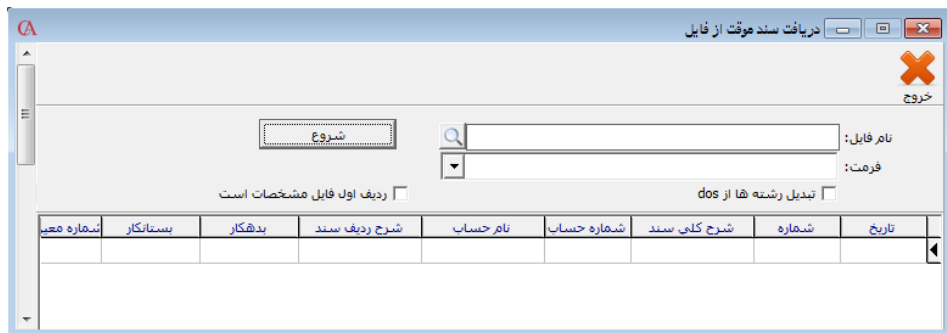 دریافت سند موقت از فایل
خروج
نام فایل:
شروع
فرمت:
تبدیل رشته ها از dos
ردیف اول فایل مشخصات است
تاریخ شماره شرح کلی سند شماره حساب نام حساب شرح ردیف سند بدهکار بستانکار شماره معین